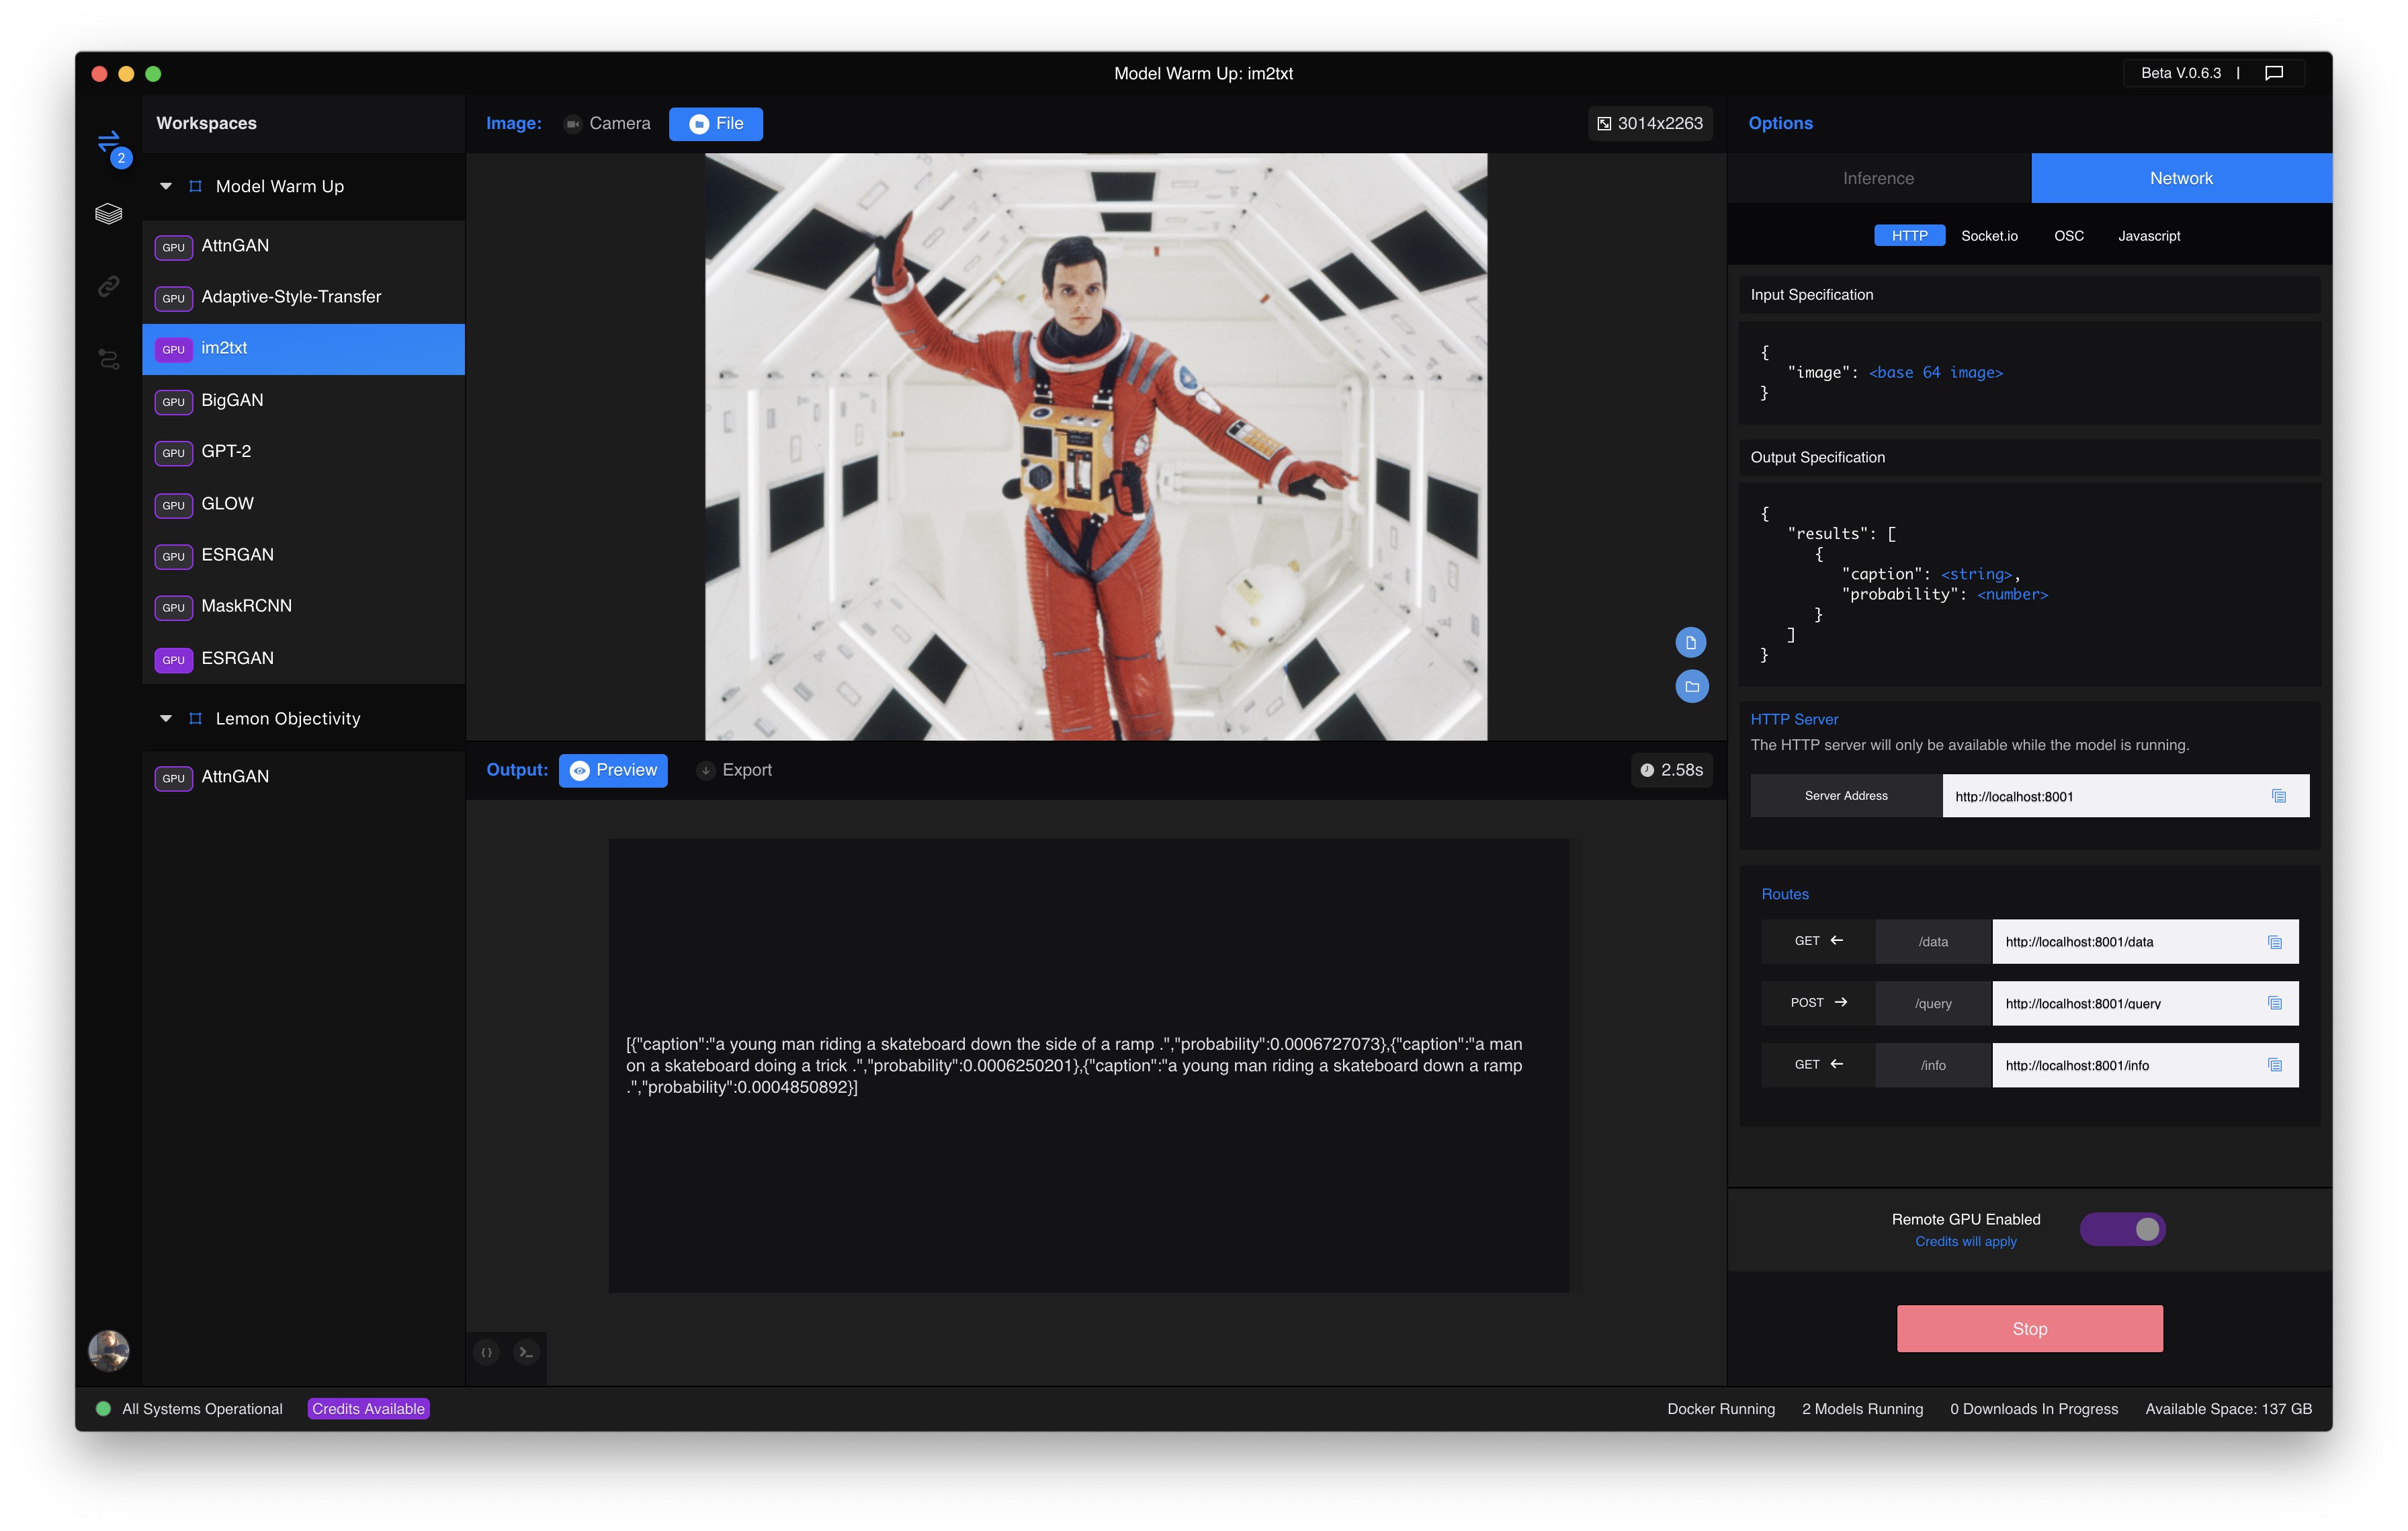 Model Warm Up: im2txt
Beta V.0.6.3 |
2
Workspaces
Model Warm Up
GPU AttnGAN
GPU Adaptive-Style-Transfer
GPU im2txt
GPU BigGAN
GPU GPT-2
GPU GLOW
GPU ESRGAN
GPU MaskRCNN
GPU ESRGAN
Lemon Objectivity
GPU AttnGAN
Image: Camera File 3014x2263
Output: Preview Export 2.58s
[{"caption":"a young man riding a skateboard down the side of a ramp .","probability":0.0006727073},{"caption":"a man
on a skateboard doing a trick .","probability":0.0006250201},{"caption":"a young man riding a skateboard down a ramp
.","probability":0.0004850892}]
Options
Inference Network
HTTP Socket.io OSC Javascript
Input Specification
{
"image": <base 64 image>
}
Output Specification
{
"results": [
{
"caption": <string>,
"probability": <number>
}
]
}
HTTP Server
The HTTP server will only be available while the model is running.
Server Address http://localhost:8001
Routes
GET ← /data http://localhost:8001/data
POST → /query http://localhost:8001/query
GET ← /info http://localhost:8001/info
Remote GPU Enabled
Credits will apply
Stop
All Systems Operational Credits Available Docker Running 2 Models Running 0 Downloads In Progress Available Space: 137 GB